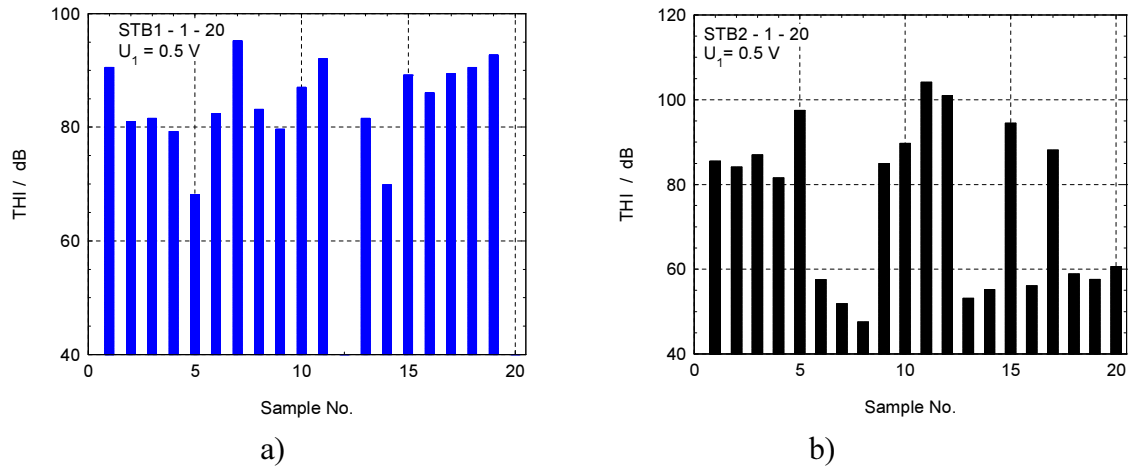 STB1 - 1 - 20
U₁ = 0.5 V
100
80
60
40
THI / dB
0 5 10 15 20
Sample No.
a)
STB2 - 1 - 20
U₁= 0.5 V
120
100
80
60
40
THI / dB
0 5 10 15 20
Sample No.
b)